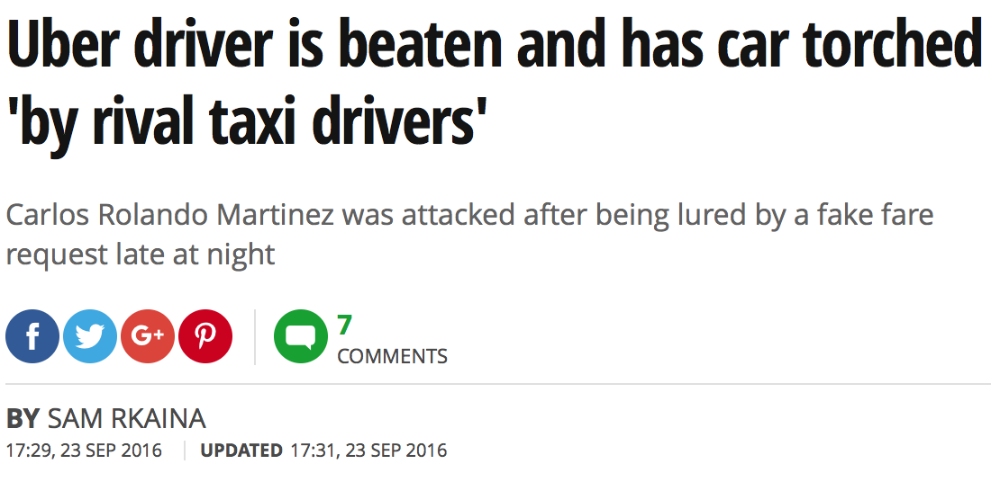 Uber driver is beaten and has car torched
'by rival taxi drivers'
Carlos Rolando Martinez was attacked after being lured by a fake fare
request late at night
f G+ 7
COMMENTS
BY SAM RKAINA
17:29, 23 SEP 2016 UPDATED 17:31, 23 SEP 2016